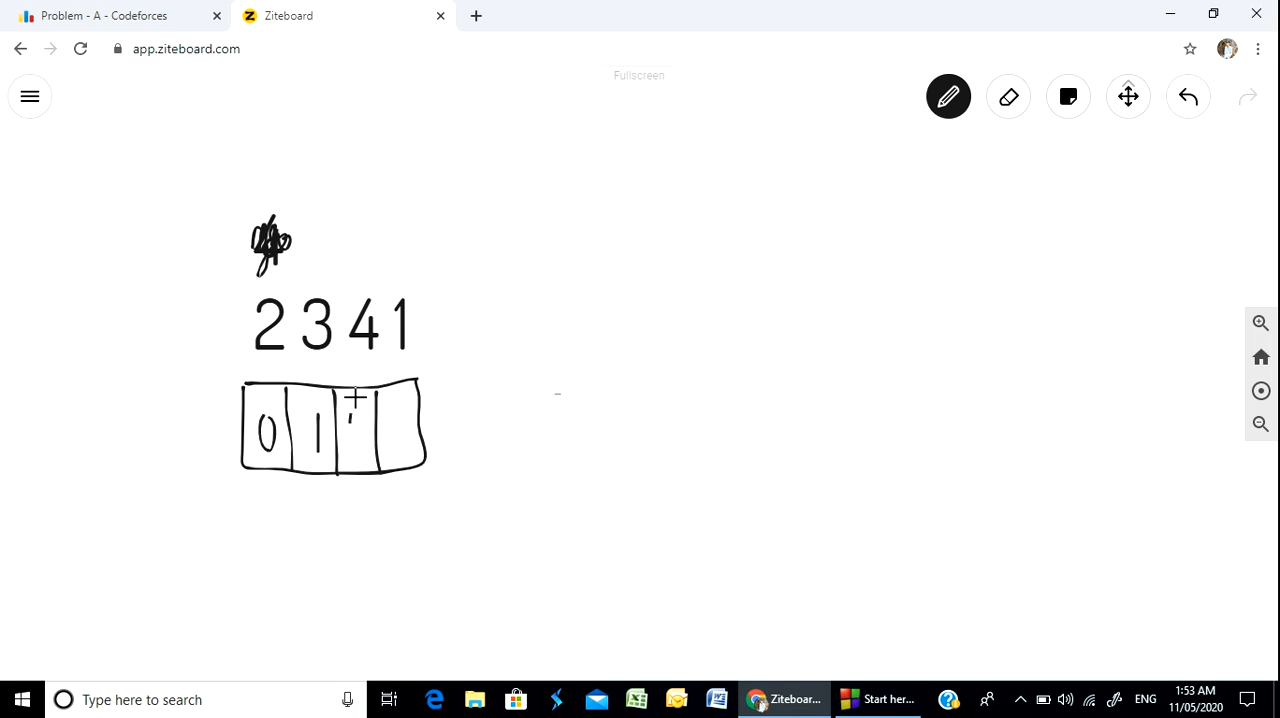 Problem - A - Codeforces
Ziteboard
app.ziteboard.com
Fullscreen
2 3 4 1
0 1
Type here to search
Ziteboar...
Start her...
ENG
1:53 AM
11/05/2020